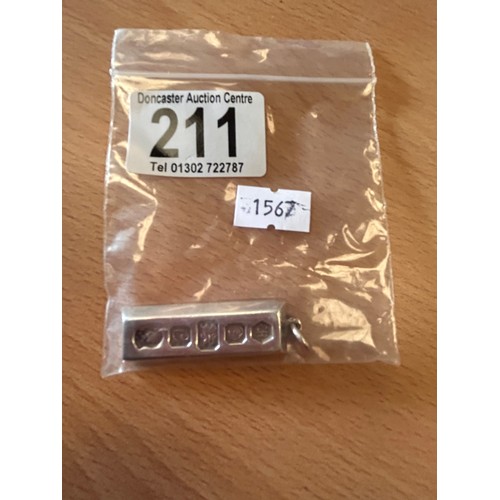 Doncaster Auction Centre
211
Tel 01302 722787
1567